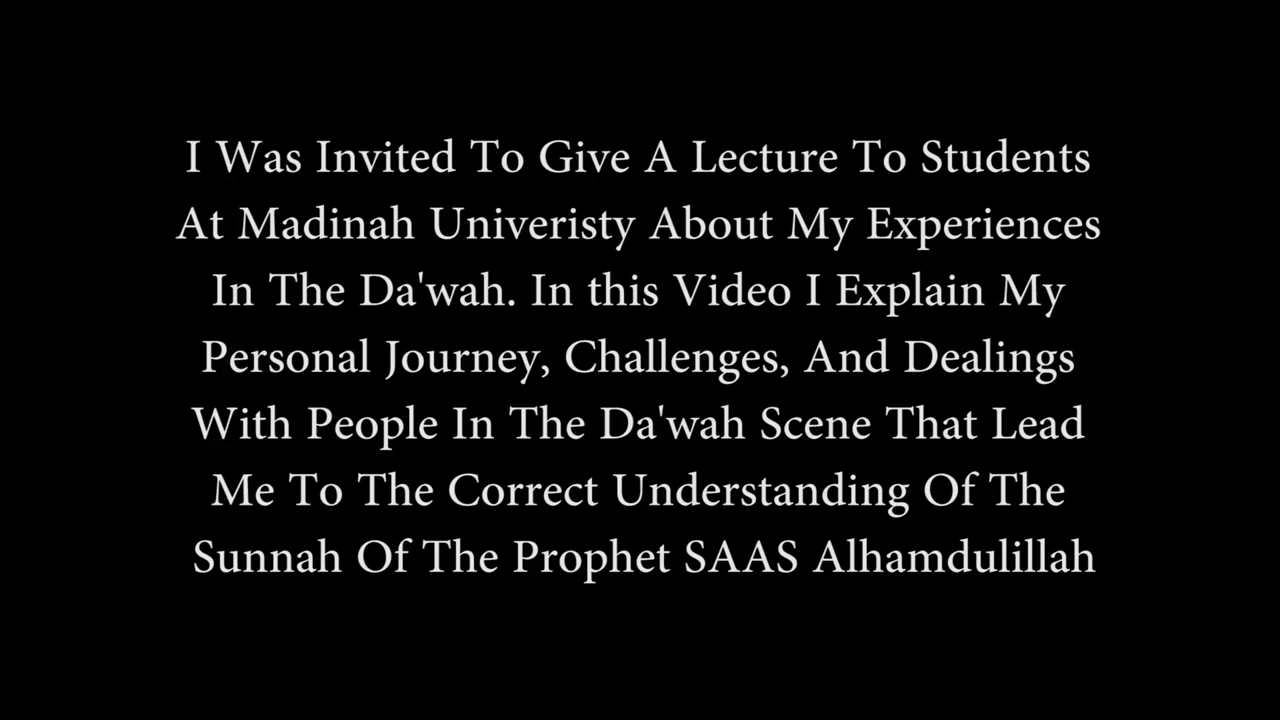 I Was Invited To Give A Lecture To Students
At Madinah Univeristy About My Experiences
In The Da'wah. In this Video I Explain My
Personal Journey, Challenges, And Dealings
With People In The Da'wah Scene That Lead
Me To The Correct Understanding Of The
Sunnah Of The Prophet SAAS Alhamdulillah